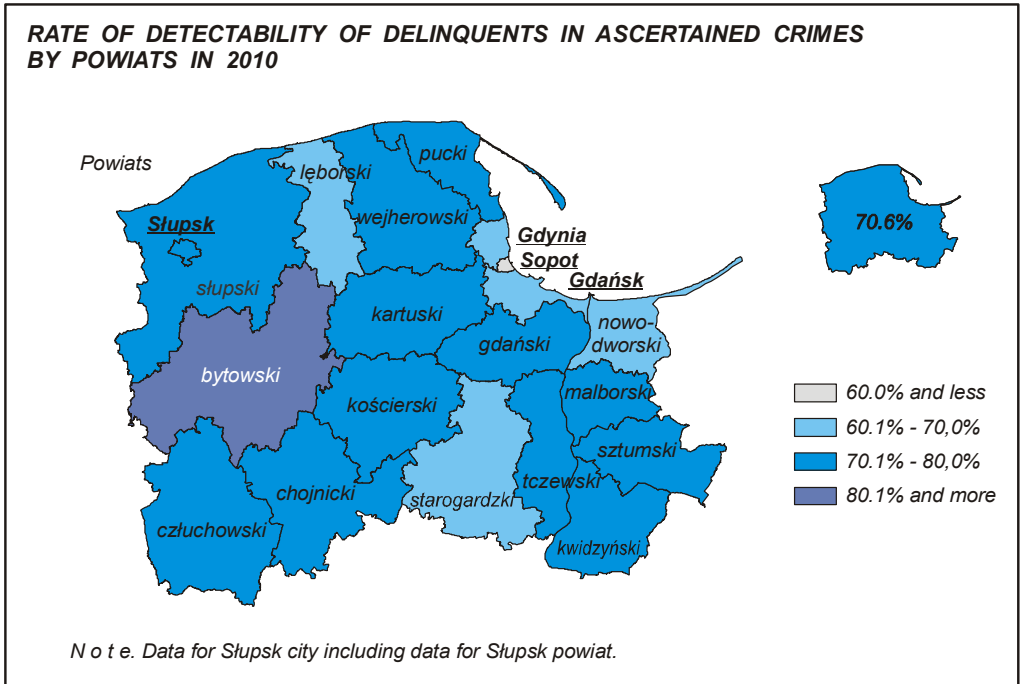 RATE OF DETECTABILITY OF DELINQUENTS IN ASCERTAINED CRIMES
BY POWIATS IN 2010
Powiats
pucki
lęborski
wejherowski
Słupsk
Gdynia
Sopot
Gdańsk
70.6%
słupski
kartuski
nowo-
dworski
gdański
bytowski
malborski
kościerski
sztumski
tczewski
chojnicki
starogardzki
człuchowski
kwidzyński
60.0% and less
60.1% - 70,0%
70.1% - 80,0%
80.1% and more
N o t e. Data for Słupsk city including data for Słupsk powiat.